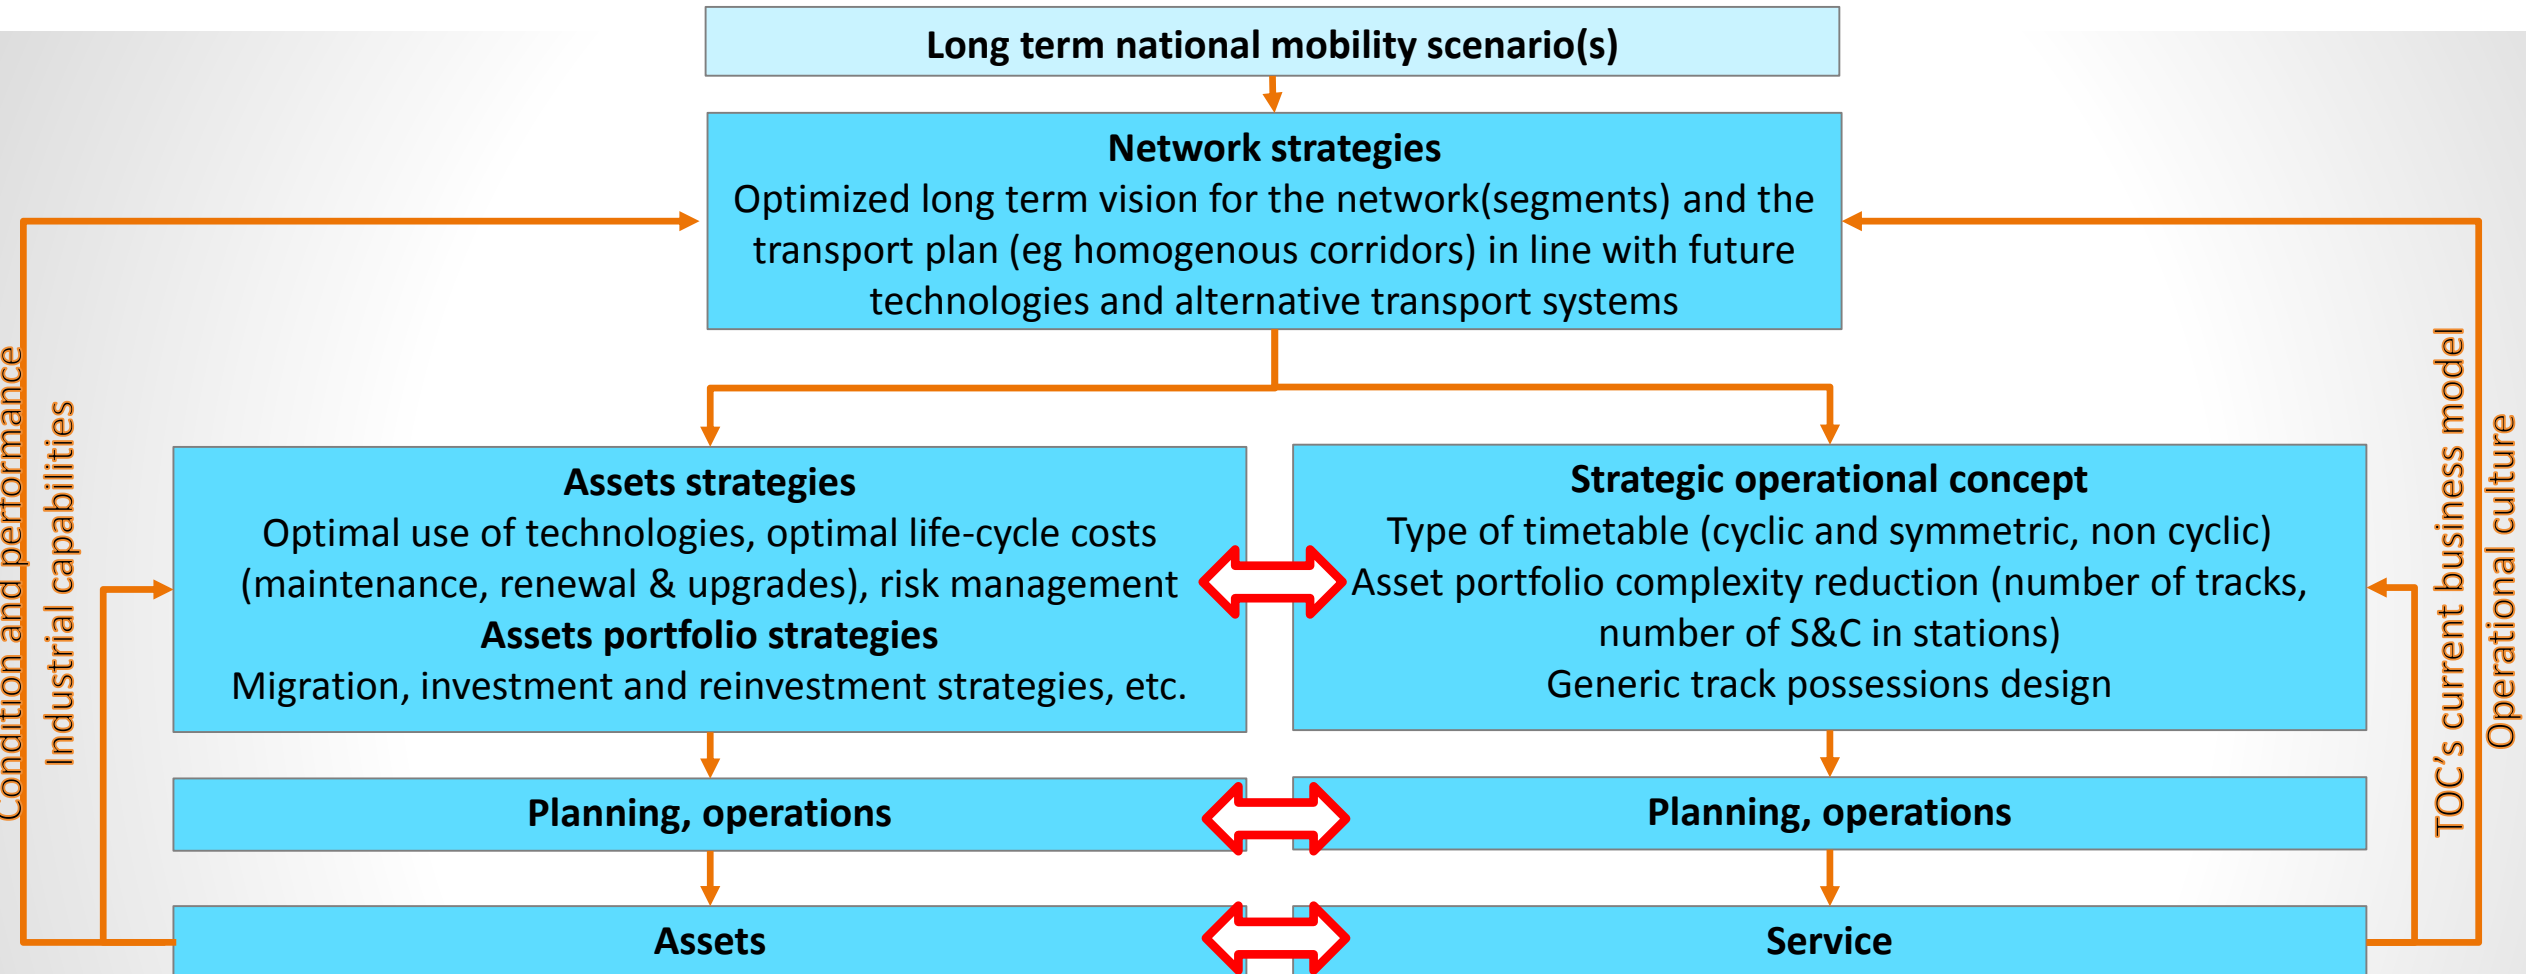 Long term national mobility scenario(s)
Network strategies
Optimized long term vision for the network(segments) and the
transport plan (eg homogenous corridors) in line with future
technologies and alternative transport systems
Condition and performance
Industrial capabilities
Assets strategies
Optimal use of technologies, optimal life-cycle costs
(maintenance, renewal & upgrades), risk management
Assets portfolio strategies
Migration, investment and reinvestment strategies, etc.
Strategic operational concept
Type of timetable (cyclic and symmetric, non cyclic)
Asset portfolio complexity reduction (number of tracks,
number of S&C in stations)
Generic track possessions design
TOC’s current business model
Operational culture
Planning, operations
Planning, operations
Assets
Service